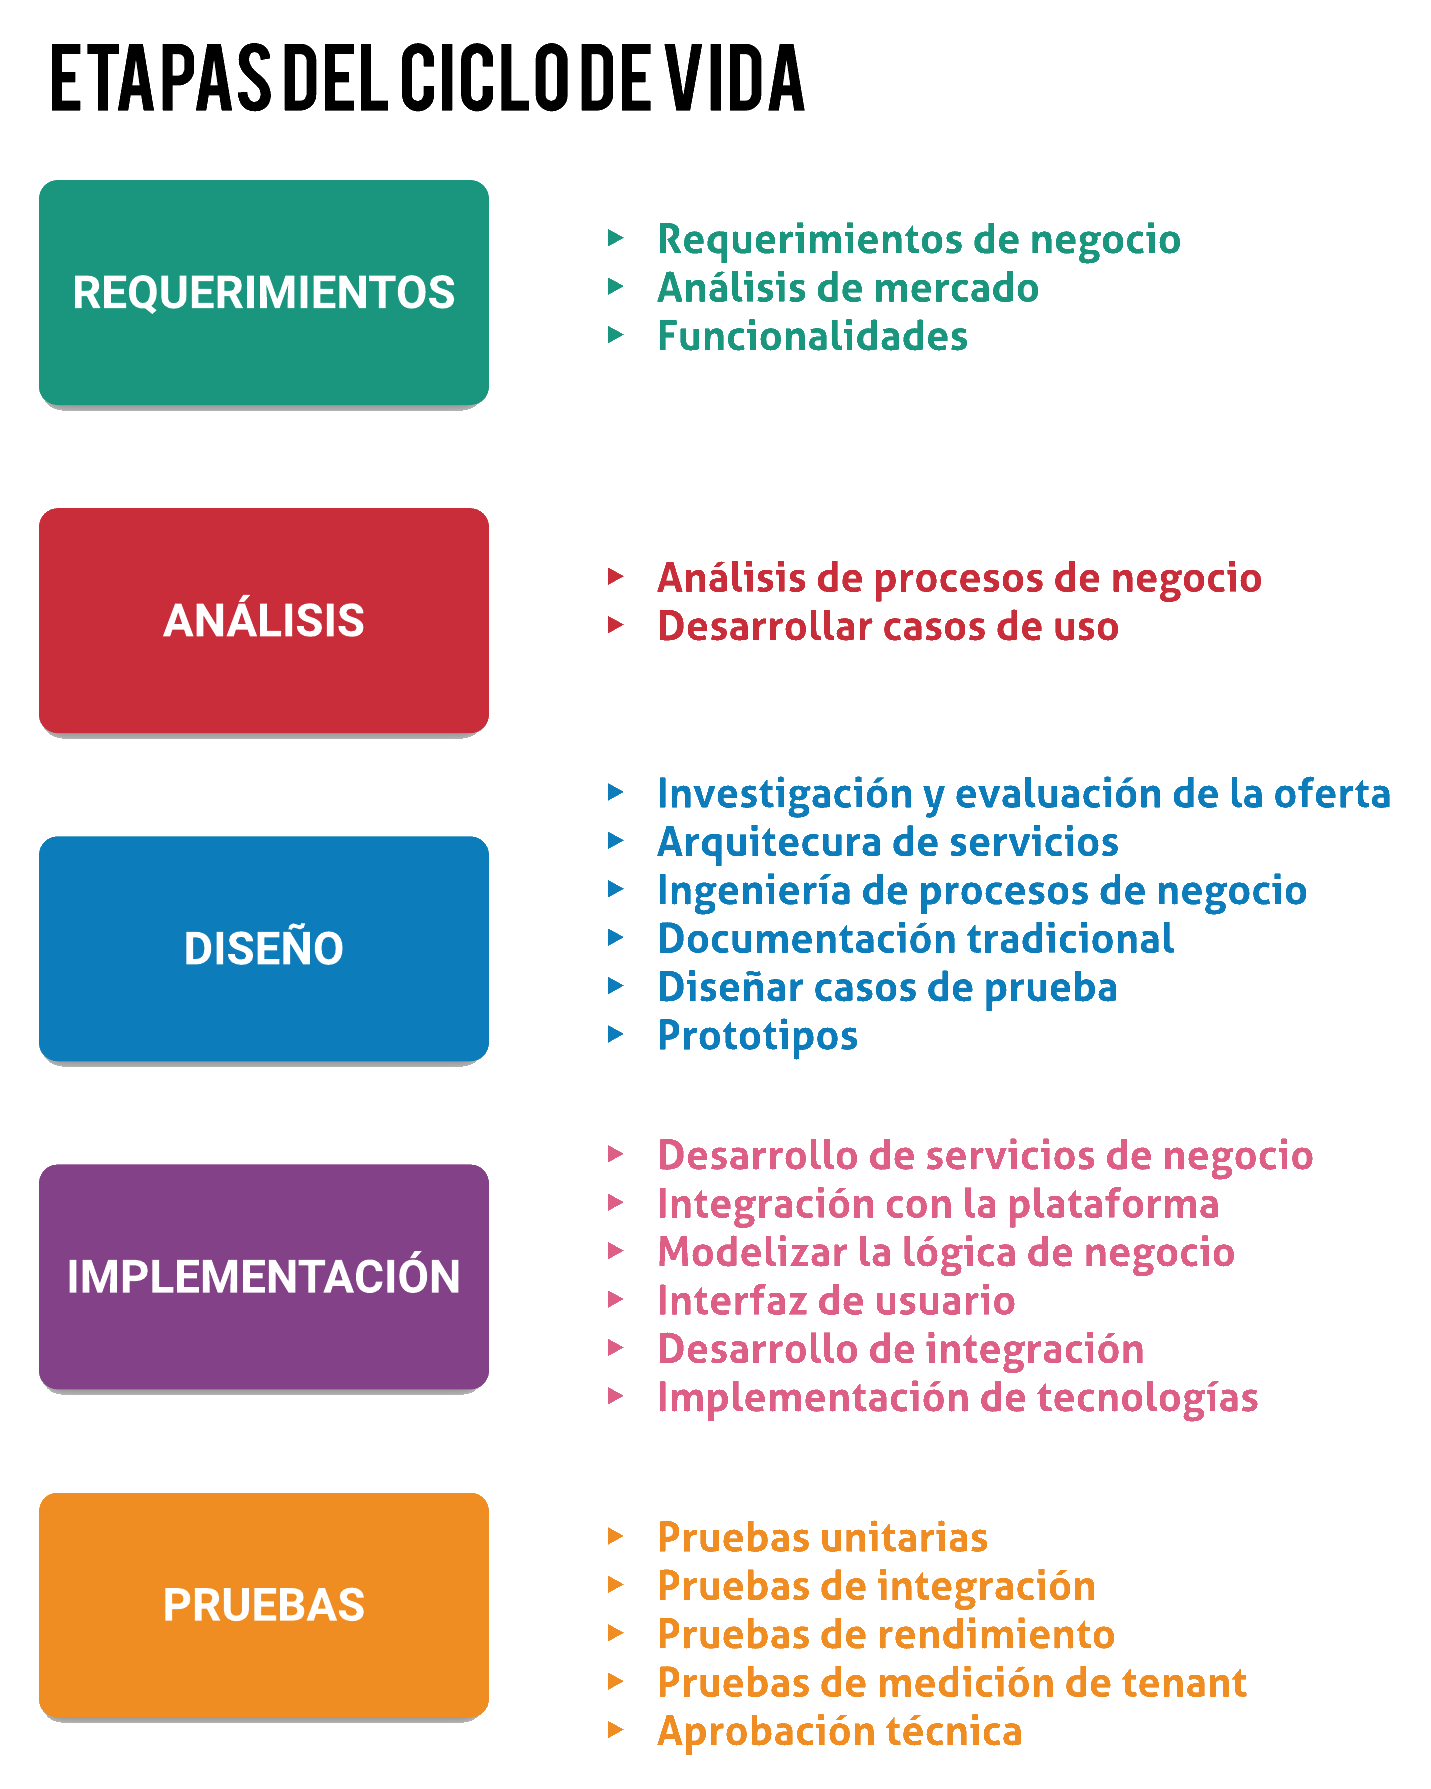 ETAPAS DEL CICLO DE VIDA
REQUERIMIENTOS
▸ Requerimientos de negocio
▸ Análisis de mercado
▸ Funcionalidades
ANÁLISIS
▸ Análisis de procesos de negocio
▸ Desarrollar casos de uso
DISEÑO
▸ Investigación y evaluación de la oferta
▸ Arquitecura de servicios
▸ Ingeniería de procesos de negocio
▸ Documentación tradicional
▸ Diseñar casos de prueba
▸ Prototipos
IMPLEMENTACIÓN
▸ Desarrollo de servicios de negocio
▸ Integración con la plataforma
▸ Modelizar la lógica de negocio
▸ Interfaz de usuario
▸ Desarrollo de integración
▸ Implementación de tecnologías
PRUEBAS
▸ Pruebas unitarias
▸ Pruebas de integración
▸ Pruebas de rendimiento
▸ Pruebas de medición de tenant
▸ Aprobación técnica